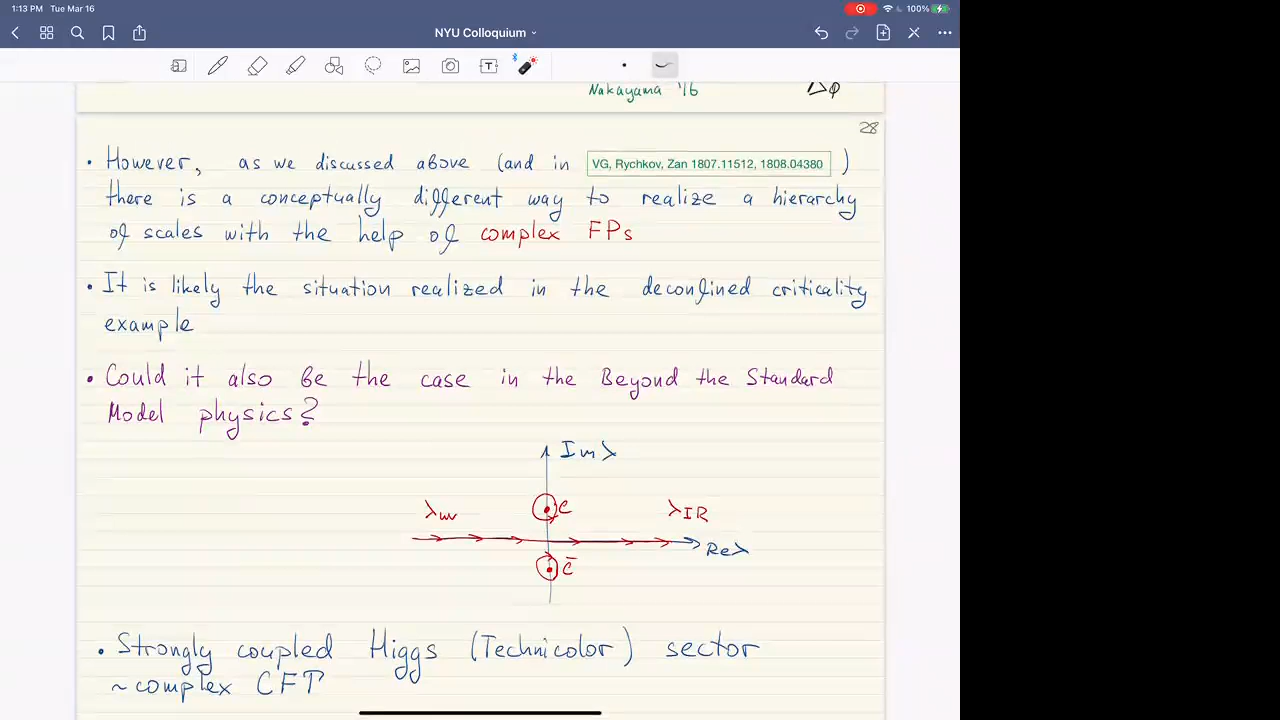 1:13 PM Tue Mar 16
100%
NYU Colloquium
T
Nakayama '16
Δφ
28
• However, as we discussed above (and in VG, Rychkov, Zan 1807.11512, 1808.04380 )
there is a conceptually different way to realize a hierarchy
of scales with the help of complex FPs
• It is likely the situation realized in the deconfined criticality
example
• Could it also be the case in the Beyond the Standard
Model physics?
Im λ
λuv
C
λIR
Re λ
C̄
• Strongly coupled Higgs (Technicolor) sector
~ complex CFT